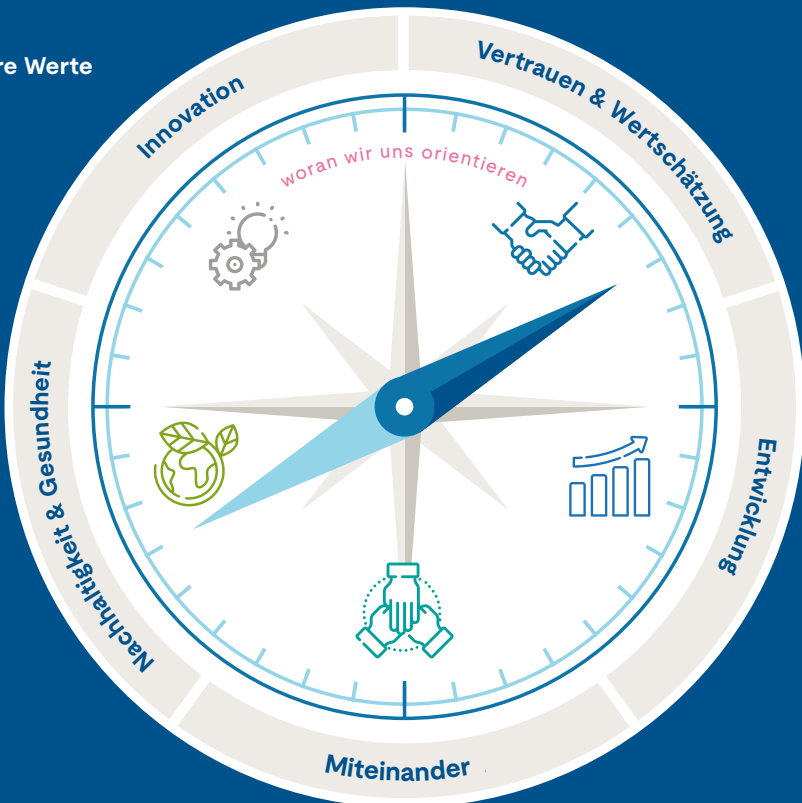 re Werte
Innovation
Vertrauen & Wertschätzung
woran wir uns orientieren
Nachhaltigkeit & Gesundheit
Entwicklung
Miteinander